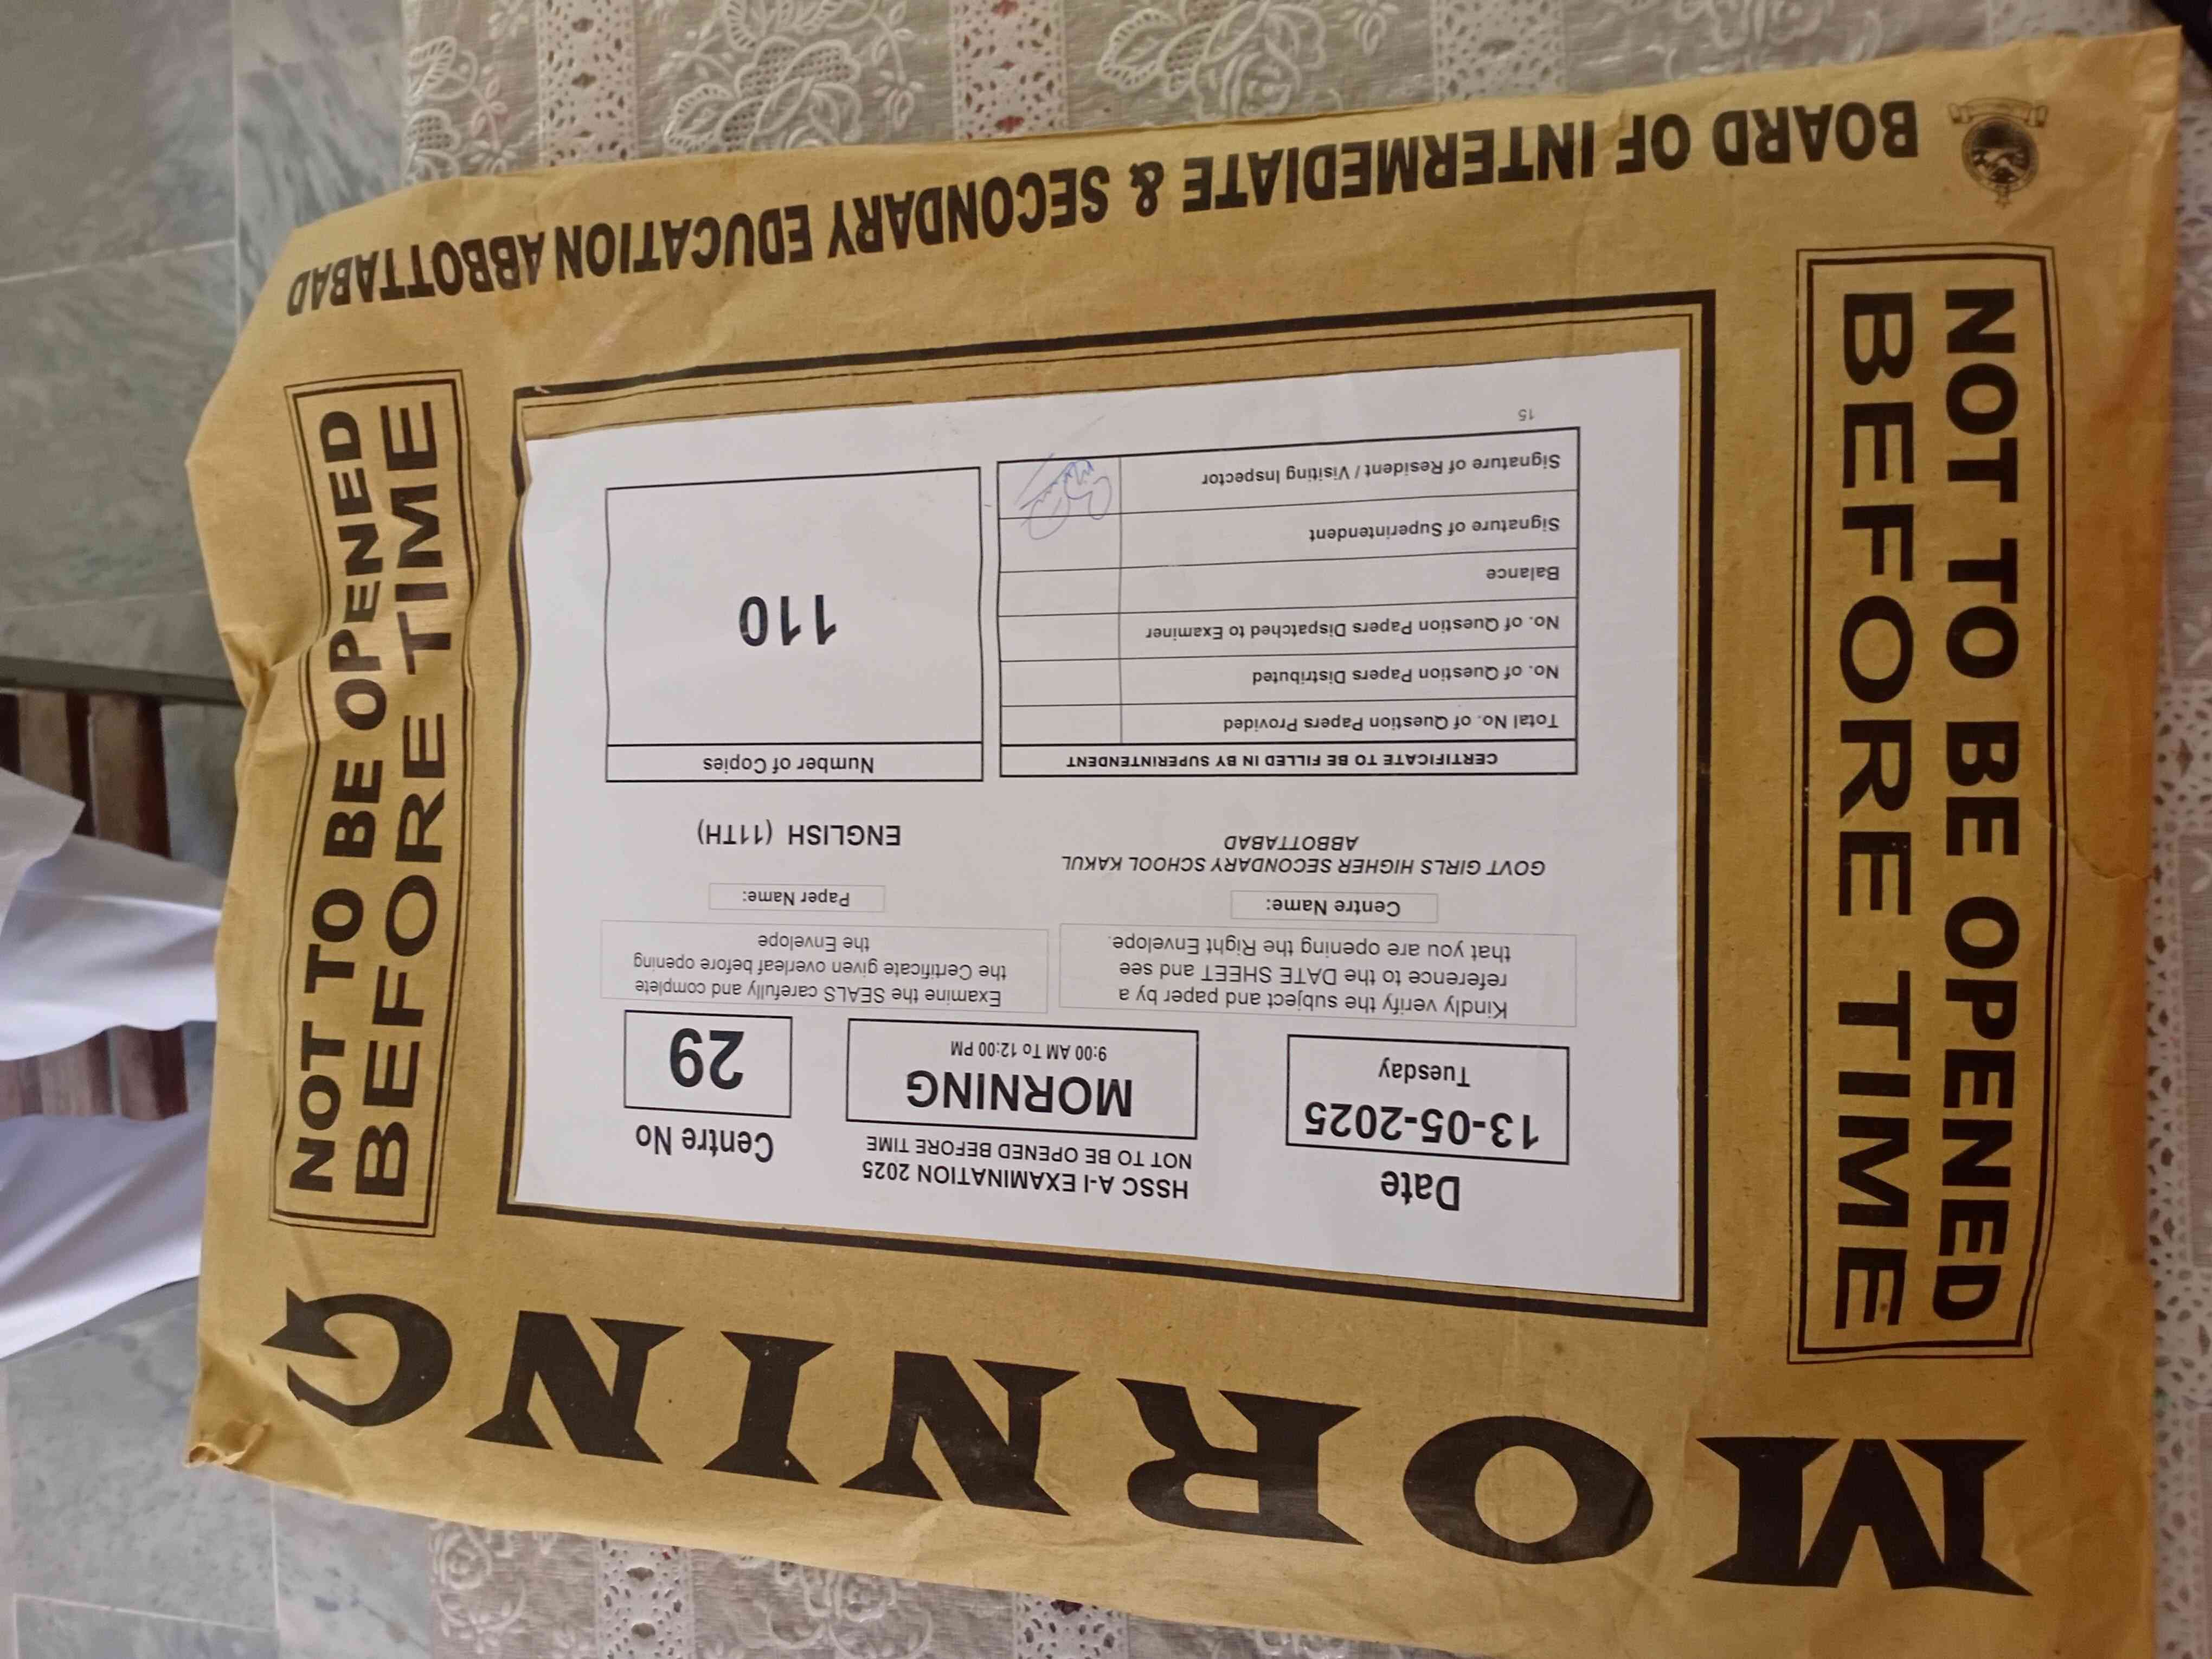 BOARD OF INTERMEDIATE & SECONDARY EDUCATION ABBOTTABAD
NOT TO BE OPENED
BEFORE TIME
NOT TO BE OPENED
BEFORE TIME
MORNING
Date
13-05-2025
Tuesday
HSSC A-I EXAMINATION 2025
NOT TO BE OPENED BEFORE TIME
MORNING
9:00 AM To 12:00 PM
Centre No
29
Kindly verify the subject and paper by a
reference to the DATE SHEET and see
that you are opening the Right Envelope.
Examine the SEALS carefully and complete
the Certificate given overleaf before opening
the Envelope
Centre Name:
GOVT GIRLS HIGHER SECONDARY SCHOOL KAKUL
ABBOTTABAD
Paper Name:
ENGLISH (11TH)
CERTIFICATE TO BE FILLED IN BY SUPERINTENDENT
Total No. of Question Papers Provided
No. of Question Papers Distributed
No. of Question Papers Dispatched to Examiner
Balance
Signature of Superintendent
Signature of Resident / Visiting Inspector
Number of Copies
110
15